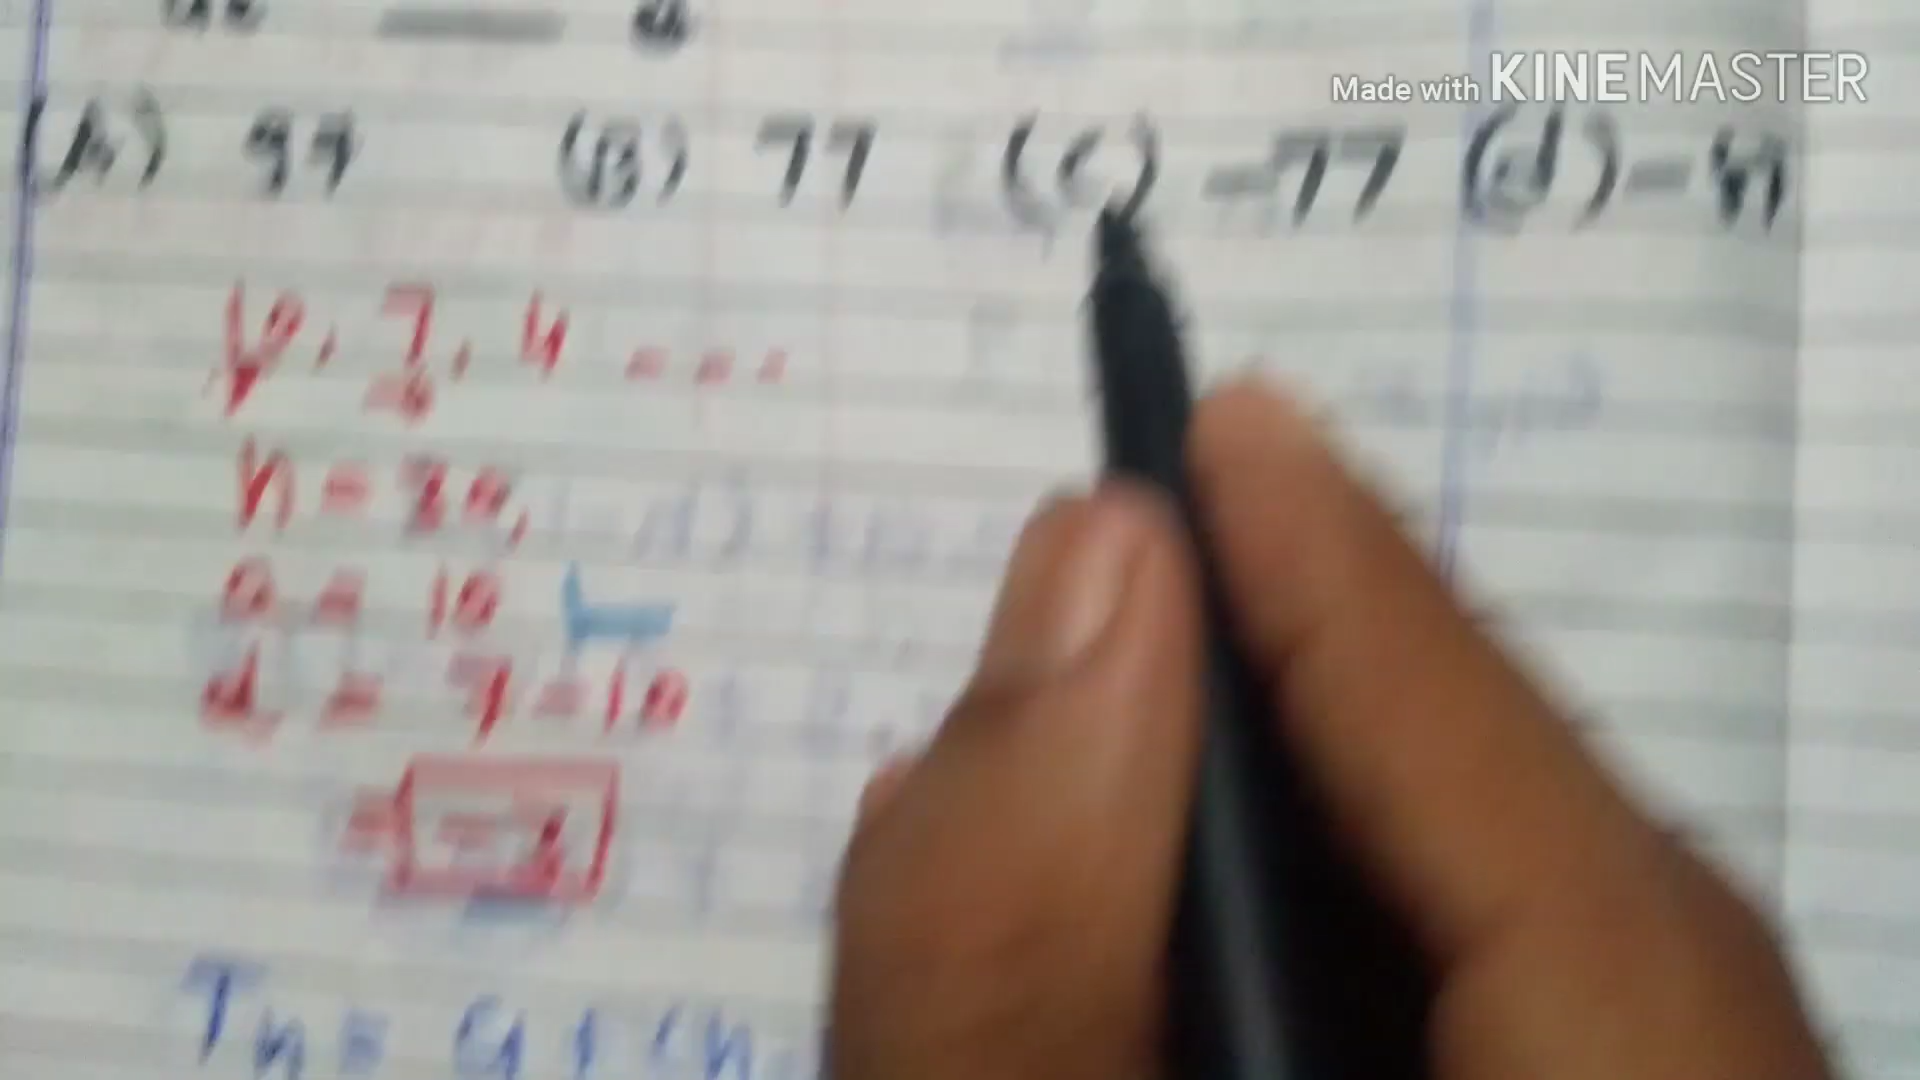 Made with KINEMASTER
(A) 97 (B) 77 (C) -77 (d) -
10, 7, 4 ---
n = 30,
a = 10
d = 7-10
= -3
Tn = a + (n